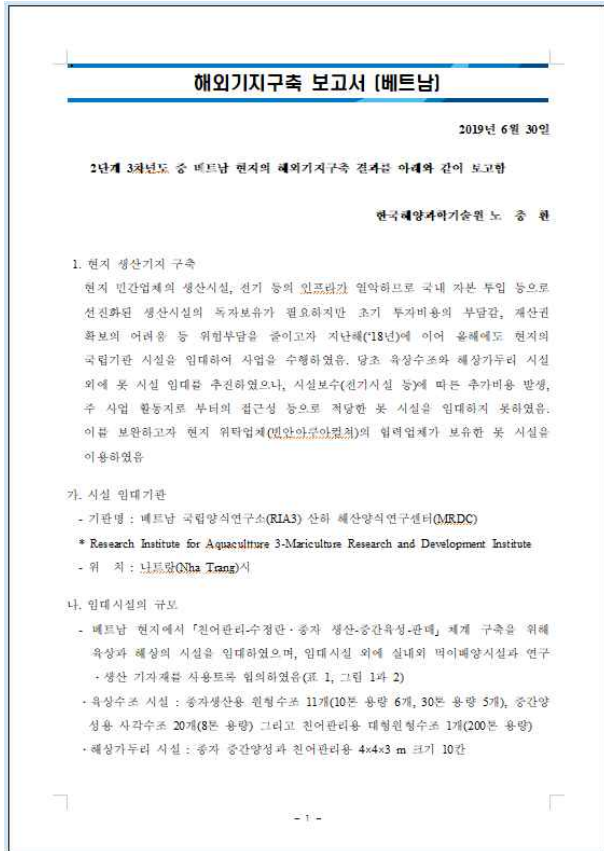 해외기지구축 보고서 (베트남)
2019년 6월 30일
2단계 3차년도 중 베트남 현지의 해외기지구축 결과를 아래와 같이 보고함
한국해양과학기술원 노 충 환
1. 현지 생산기지 구축
현지 민간업체의 생산시설, 전기 등의 인프라가 열악하므로 국내 자본 투입 등으로
선진화된 생산시설의 독자보유가 필요하지만 초기 투자비용의 부담감, 재산권
확보의 어려움 등 위험부담을 줄이고자 지난해('18년)에 이어 올해에도 현지의
국립기관 시설을 임대하여 사업을 수행하였음. 당초 육상수조와 해상가두리 시설
외에 못 시설 임대를 추진하였으나, 시설보수(전기시설 등)에 따른 추가비용 발생,
주 사업 활동지로 부터의 접근성 등으로 적당한 못 시설을 임대하지 못하였음.
이를 보완하고자 현지 위탁업체(빈안아쿠아컬쳐)의 협력업체가 보유한 못 시설을
이용하였음
가. 시설 임대기관
- 기관명 : 베트남 국립양식연구소(RIA3) 산하 해산양식연구센터(MRDC)
* Research Institute for Aquacultture 3-Mariculture Research and Development Institute
- 위 치 : 나트랑(Nha Trang)시
나. 임대시설의 규모
- 베트남 현지에서 「친어관리-수정란·종자 생산-중간육성-판매」 체계 구축을 위해
육상과 해상의 시설을 임대하였으며, 임대시설 외에 실내외 먹이배양시설과 연구
·생산 기자재를 사용토록 협의하였음(표 1, 그림 1과 2)
·육상수조 시설 : 종자생산용 원형수조 11개(10톤 용량 6개, 30톤 용량 5개), 중간양
성용 사각수조 20개(8톤 용량) 그리고 친어관리용 대형원형수조 1개(200톤 용량)
·해상가두리 시설 : 종자 중간양성과 친어관리용 4×4×3 m 크기 10칸
- 1 -